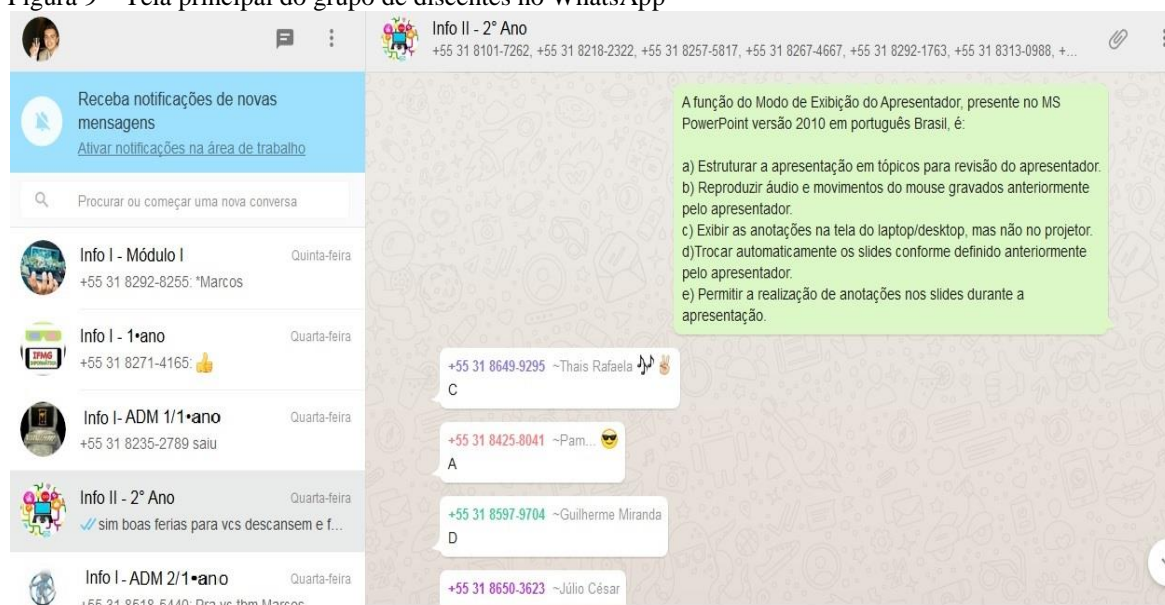 Figura 9 – Tela principal do grupo de discentes no WhatsApp
Receba notificações de novas
mensagens
Ativar notificações na área de trabalho
Procurar ou começar uma nova conversa
Info I - Módulo I
Quinta-feira
+55 31 8292-8255: *Marcos
IFMG
Info I - 1•ano
Quarta-feira
+55 31 8271-4165: 👍
Info I- ADM 1/1•ano
Quarta-feira
+55 31 8235-2789 saiu
Info II - 2° Ano
Quarta-feira
sim boas ferias para vcs descansem e f...
Info I - ADM 2/1•ano
Quarta-feira
+55 31 8518-5440: Pra vc tbm Marcos
Info II - 2° Ano
+55 31 8101-7262, +55 31 8218-2322, +55 31 8257-5817, +55 31 8267-4667, +55 31 8292-1763, +55 31 8313-0988, +...
A função do Modo de Exibição do Apresentador, presente no MS
PowerPoint versão 2010 em português Brasil, é:
a) Estruturar a apresentação em tópicos para revisão do apresentador.
b) Reproduzir áudio e movimentos do mouse gravados anteriormente
pelo apresentador.
c) Exibir as anotações na tela do laptop/desktop, mas não no projetor.
d)Trocar automaticamente os slides conforme definido anteriormente
pelo apresentador.
e) Permitir a realização de anotações nos slides durante a
apresentação.
+55 31 8649-9295 ~Thais Rafaela 🎶✌
C
+55 31 8425-8041 ~Pam... 😎
A
+55 31 8597-9704 ~Guilherme Miranda
D
+55 31 8650-3623 ~Júlio César